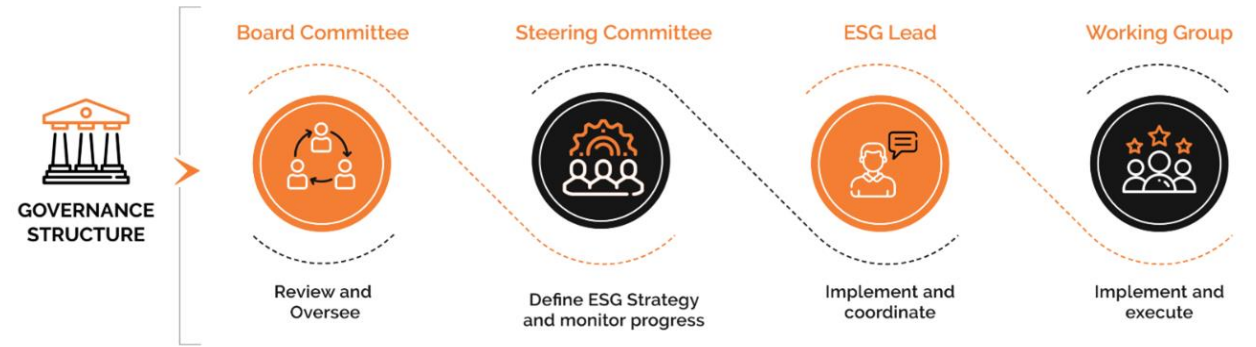 GOVERNANCE
STRUCTURE
Board Committee
Review and
Oversee
Steering Committee
Define ESG Strategy
and monitor progress
ESG Lead
Implement and
coordinate
Working Group
Implement and
execute